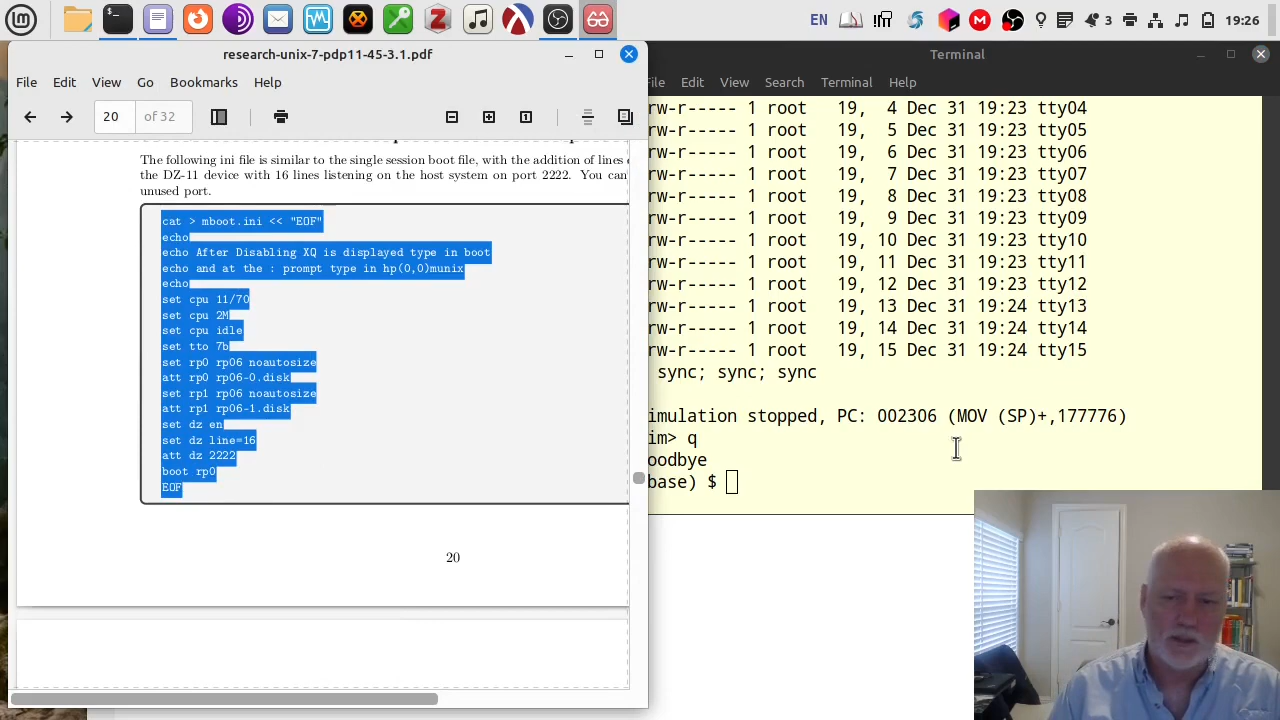 EN
3
19:26
research-unix-7-pdp11-45-3.1.pdf
File Edit View Go Bookmarks Help
20 of 32
The following ini file is similar to the single session boot file, with the addition of lines
the DZ-11 device with 16 lines listening on the host system on port 2222. You can
unused port.
cat > mboot.ini << "EOF"
echo
echo After Disabling XQ is displayed type in boot
echo and at the : prompt type in hp(0,0)munix
echo
set cpu 11/70
set cpu 2M
set cpu idle
set tto 7b
set rp0 rp06 noautosize
att rp0 rp06-0.disk
set rp1 rp06 noautosize
att rp1 rp06-1.disk
set dz en
set dz line=16
att dz 2222
boot rp0
EOF
20
Terminal
File Edit View Search Terminal Help
rw-r----- 1 root 19, 4 Dec 31 19:23 tty04
rw-r----- 1 root 19, 5 Dec 31 19:23 tty05
rw-r----- 1 root 19, 6 Dec 31 19:23 tty06
rw-r----- 1 root 19, 7 Dec 31 19:23 tty07
rw-r----- 1 root 19, 8 Dec 31 19:23 tty08
rw-r----- 1 root 19, 9 Dec 31 19:23 tty09
rw-r----- 1 root 19, 10 Dec 31 19:23 tty10
rw-r----- 1 root 19, 11 Dec 31 19:23 tty11
rw-r----- 1 root 19, 12 Dec 31 19:23 tty12
rw-r----- 1 root 19, 13 Dec 31 19:24 tty13
rw-r----- 1 root 19, 14 Dec 31 19:24 tty14
rw-r----- 1 root 19, 15 Dec 31 19:24 tty15
sync; sync; sync
imulation stopped, PC: 002306 (MOV (SP)+,177776)
im> q
oodbye
base) $